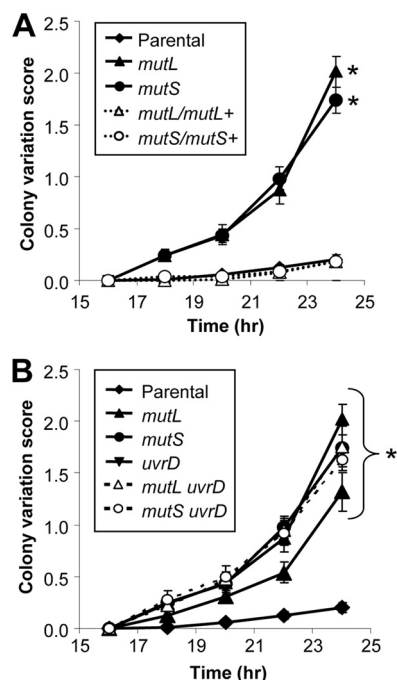 A
Parental
mutL
mutS
mutL/mutL+
mutS/mutS+
2.5
2.0
1.5
1.0
0.5
0.0
Colony variation score
*
*
15
17
19
21
23
25
Time (hr)
B
Parental
mutL
mutS
uvrD
mutL uvrD
mutS uvrD
2.5
2.0
1.5
1.0
0.5
0.0
Colony variation score
*
15
17
19
21
23
25
Time (hr)